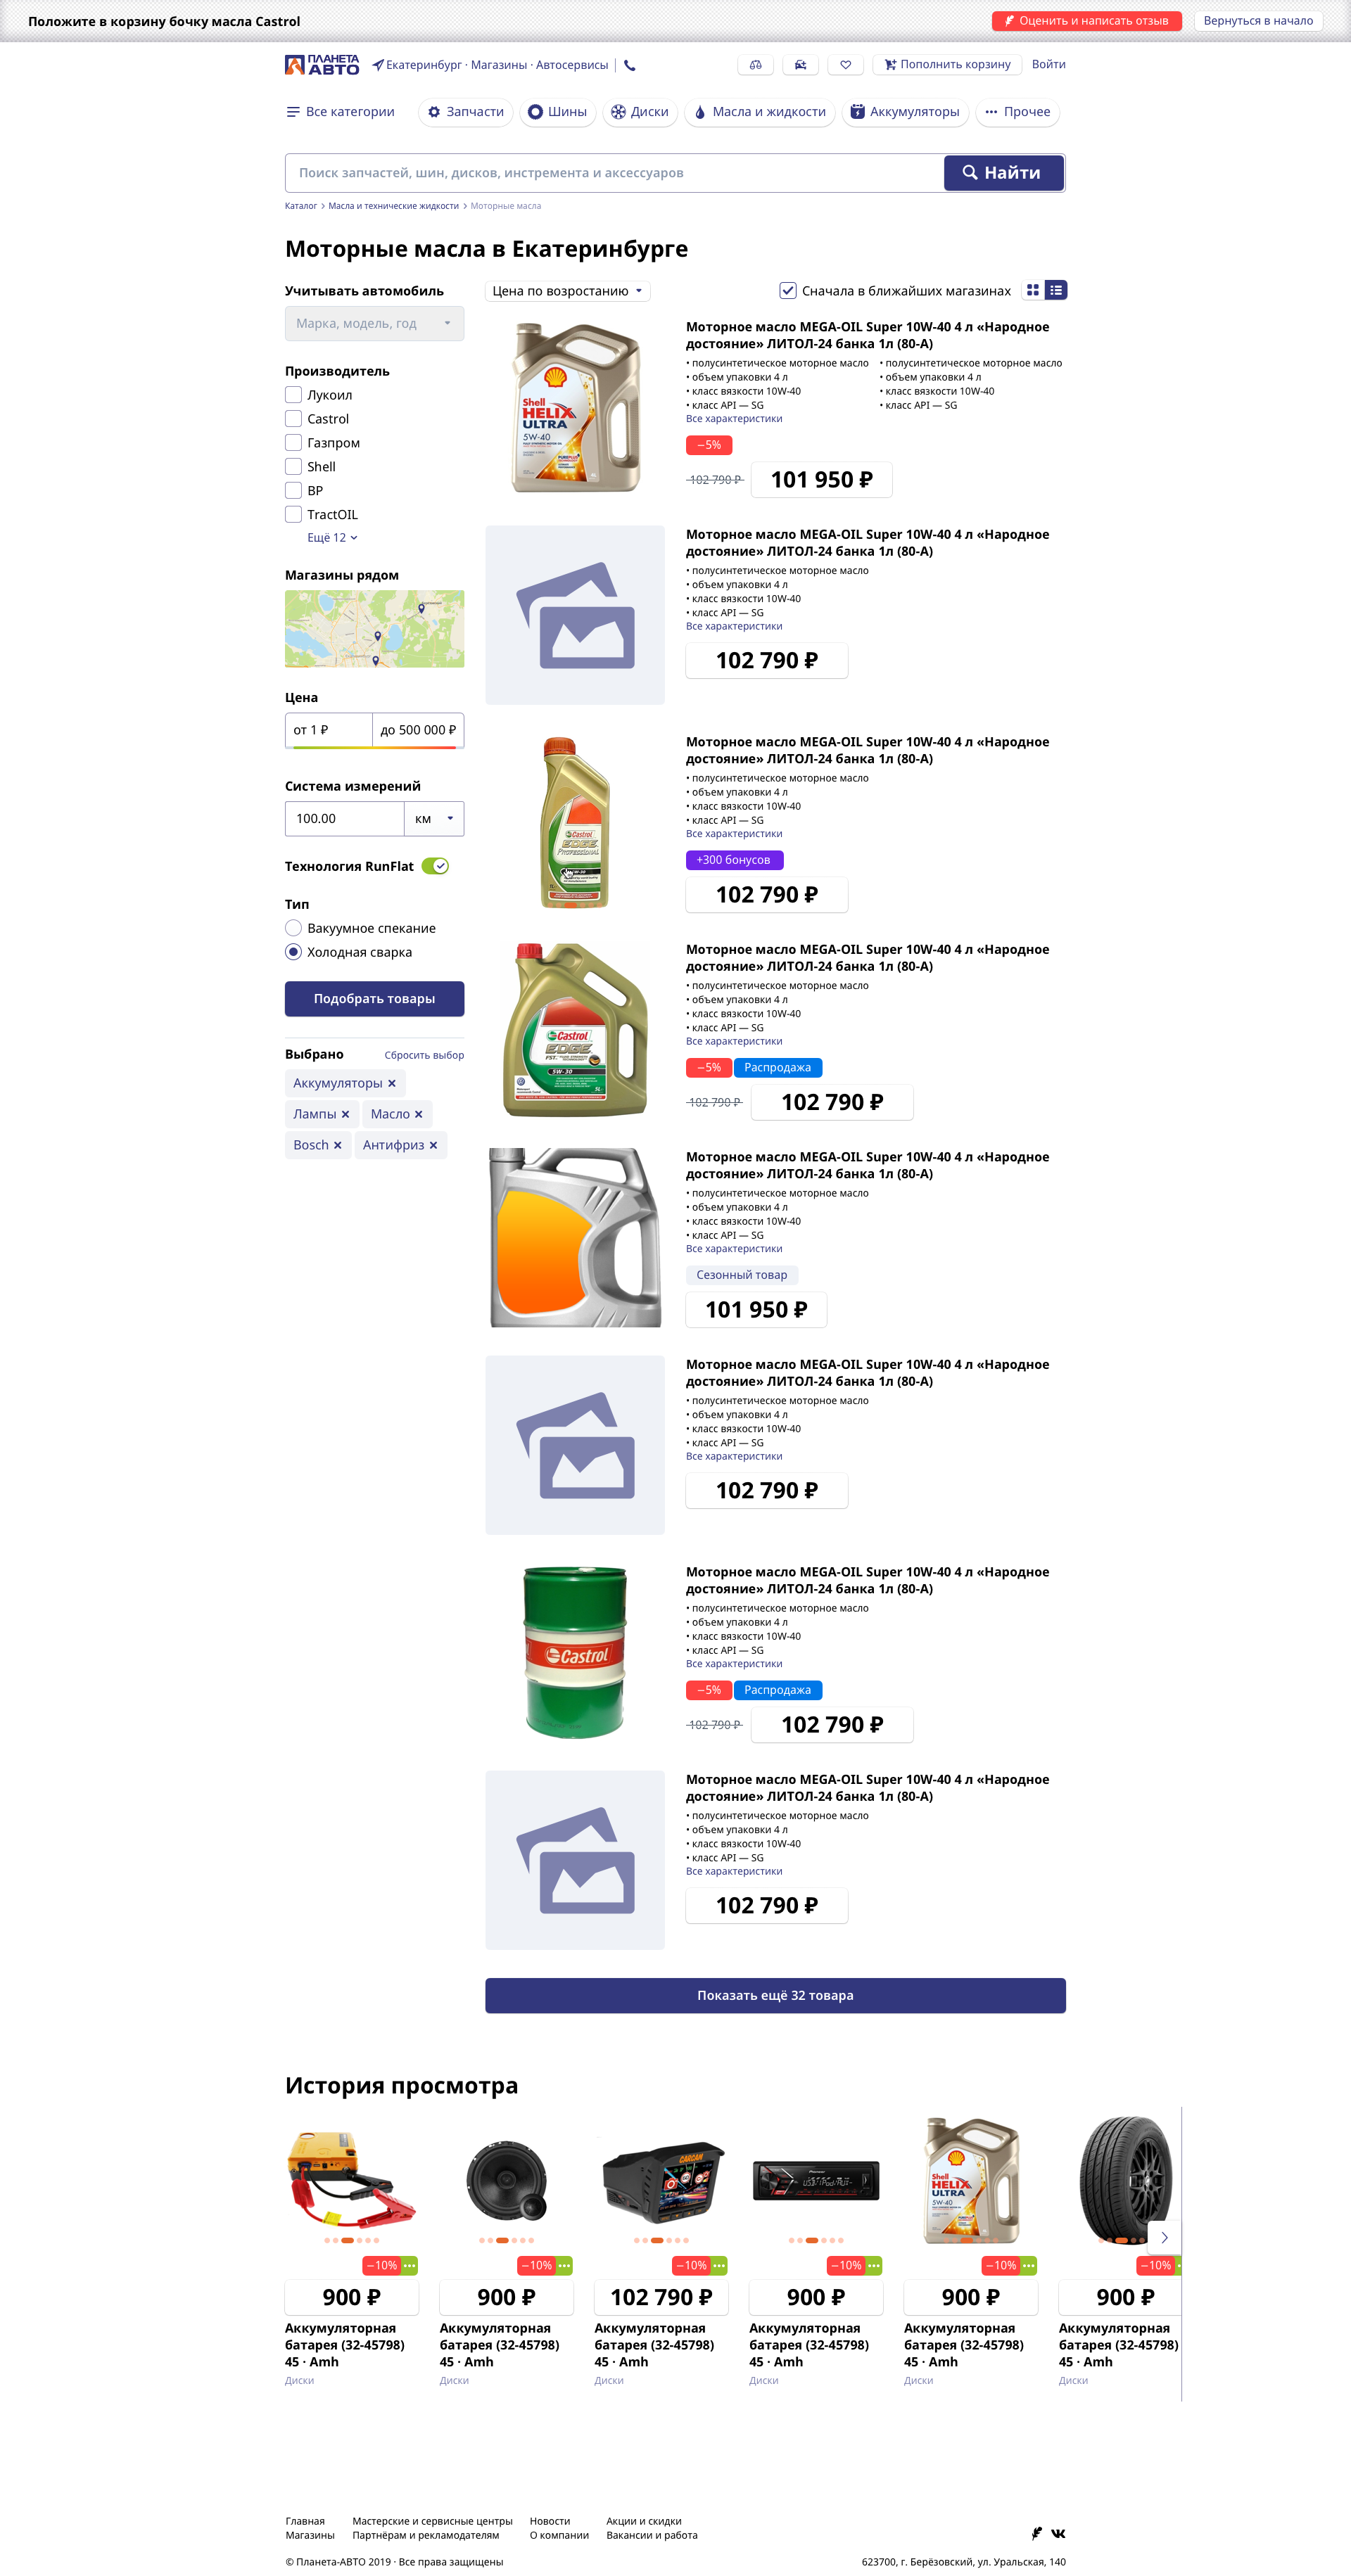 Положите в корзину бочку масла Castrol
Оценить и написать отзыв
Вернуться в начало
ПЛАНЕТА АВТО
Екатеринбург · Магазины · Автосервисы
Пополнить корзину
Войти
Все категории
Запчасти
Шины
Диски
Масла и жидкости
Аккумуляторы
Прочее
Поиск запчастей, шин, дисков, инстремента и аксессуаров
Найти
Каталог > Масла и технические жидкости > Моторные масла
Моторные масла в Екатеринбурге
Учитывать автомобиль
Марка, модель, год
Производитель
Лукоил
Castrol
Газпром
Shell
BP
TractOIL
Ещё 12
Магазины рядом
Цена
от 1 ₽
до 500 000 ₽
Система измерений
100.00
км
Технология RunFlat
Тип
Вакуумное спекание
Холодная сварка
Подобрать товары
Выбрано
Сбросить выбор
Аккумуляторы
Лампы
Масло
Bosch
Антифриз
Цена по возростанию
Сначала в ближайших магазинах
Shell
HELIX
ULTRA
5W-40
Моторное масло MEGA-OIL Super 10W-40 4 л «Народное
достояние» ЛИТОЛ-24 банка 1л (80-А)
• полусинтетическое моторное масло
• объем упаковки 4 л
• класс вязкости 10W-40
• класс API — SG
• полусинтетическое моторное масло
• объем упаковки 4 л
• класс вязкости 10W-40
• класс API — SG
Все характеристики
–5%
102 790 ₽
101 950 ₽
Моторное масло MEGA-OIL Super 10W-40 4 л «Народное
достояние» ЛИТОЛ-24 банка 1л (80-А)
• полусинтетическое моторное масло
• объем упаковки 4 л
• класс вязкости 10W-40
• класс API — SG
Все характеристики
102 790 ₽
Castrol
EDGE
PROFESSIONAL
Моторное масло MEGA-OIL Super 10W-40 4 л «Народное
достояние» ЛИТОЛ-24 банка 1л (80-А)
• полусинтетическое моторное масло
• объем упаковки 4 л
• класс вязкости 10W-40
• класс API — SG
Все характеристики
+300 бонусов
102 790 ₽
Castrol
EDGE
5W-30
Моторное масло MEGA-OIL Super 10W-40 4 л «Народное
достояние» ЛИТОЛ-24 банка 1л (80-А)
• полусинтетическое моторное масло
• объем упаковки 4 л
• класс вязкости 10W-40
• класс API — SG
Все характеристики
–5%
Распродажа
102 790 ₽
102 790 ₽
Моторное масло MEGA-OIL Super 10W-40 4 л «Народное
достояние» ЛИТОЛ-24 банка 1л (80-А)
• полусинтетическое моторное масло
• объем упаковки 4 л
• класс вязкости 10W-40
• класс API — SG
Все характеристики
Сезонный товар
101 950 ₽
Моторное масло MEGA-OIL Super 10W-40 4 л «Народное
достояние» ЛИТОЛ-24 банка 1л (80-А)
• полусинтетическое моторное масло
• объем упаковки 4 л
• класс вязкости 10W-40
• класс API — SG
Все характеристики
102 790 ₽
Castrol
Моторное масло MEGA-OIL Super 10W-40 4 л «Народное
достояние» ЛИТОЛ-24 банка 1л (80-А)
• полусинтетическое моторное масло
• объем упаковки 4 л
• класс вязкости 10W-40
• класс API — SG
Все характеристики
–5%
Распродажа
102 790 ₽
102 790 ₽
Моторное масло MEGA-OIL Super 10W-40 4 л «Народное
достояние» ЛИТОЛ-24 банка 1л (80-А)
• полусинтетическое моторное масло
• объем упаковки 4 л
• класс вязкости 10W-40
• класс API — SG
Все характеристики
102 790 ₽
Показать ещё 32 товара
История просмотра
–10%
900 ₽
Аккумуляторная
батарея (32-45798)
45 · Amh
Диски
–10%
900 ₽
Аккумуляторная
батарея (32-45798)
45 · Amh
Диски
CARCAM
–10%
102 790 ₽
Аккумуляторная
батарея (32-45798)
45 · Amh
Диски
Pioneer
–10%
900 ₽
Аккумуляторная
батарея (32-45798)
45 · Amh
Диски
Shell
HELIX
ULTRA
5W-40
–10%
900 ₽
Аккумуляторная
батарея (32-45798)
45 · Amh
Диски
–10%
900 ₽
Аккумуляторная
батарея (32-45798)
45 · Amh
Диски
Главная
Магазины
Мастерские и сервисные центры
Партнёрам и рекламодателям
Новости
О компании
Акции и скидки
Вакансии и работа
© Планета-АВТО 2019 · Все права защищены
623700, г. Берёзовский, ул. Уральская, 140